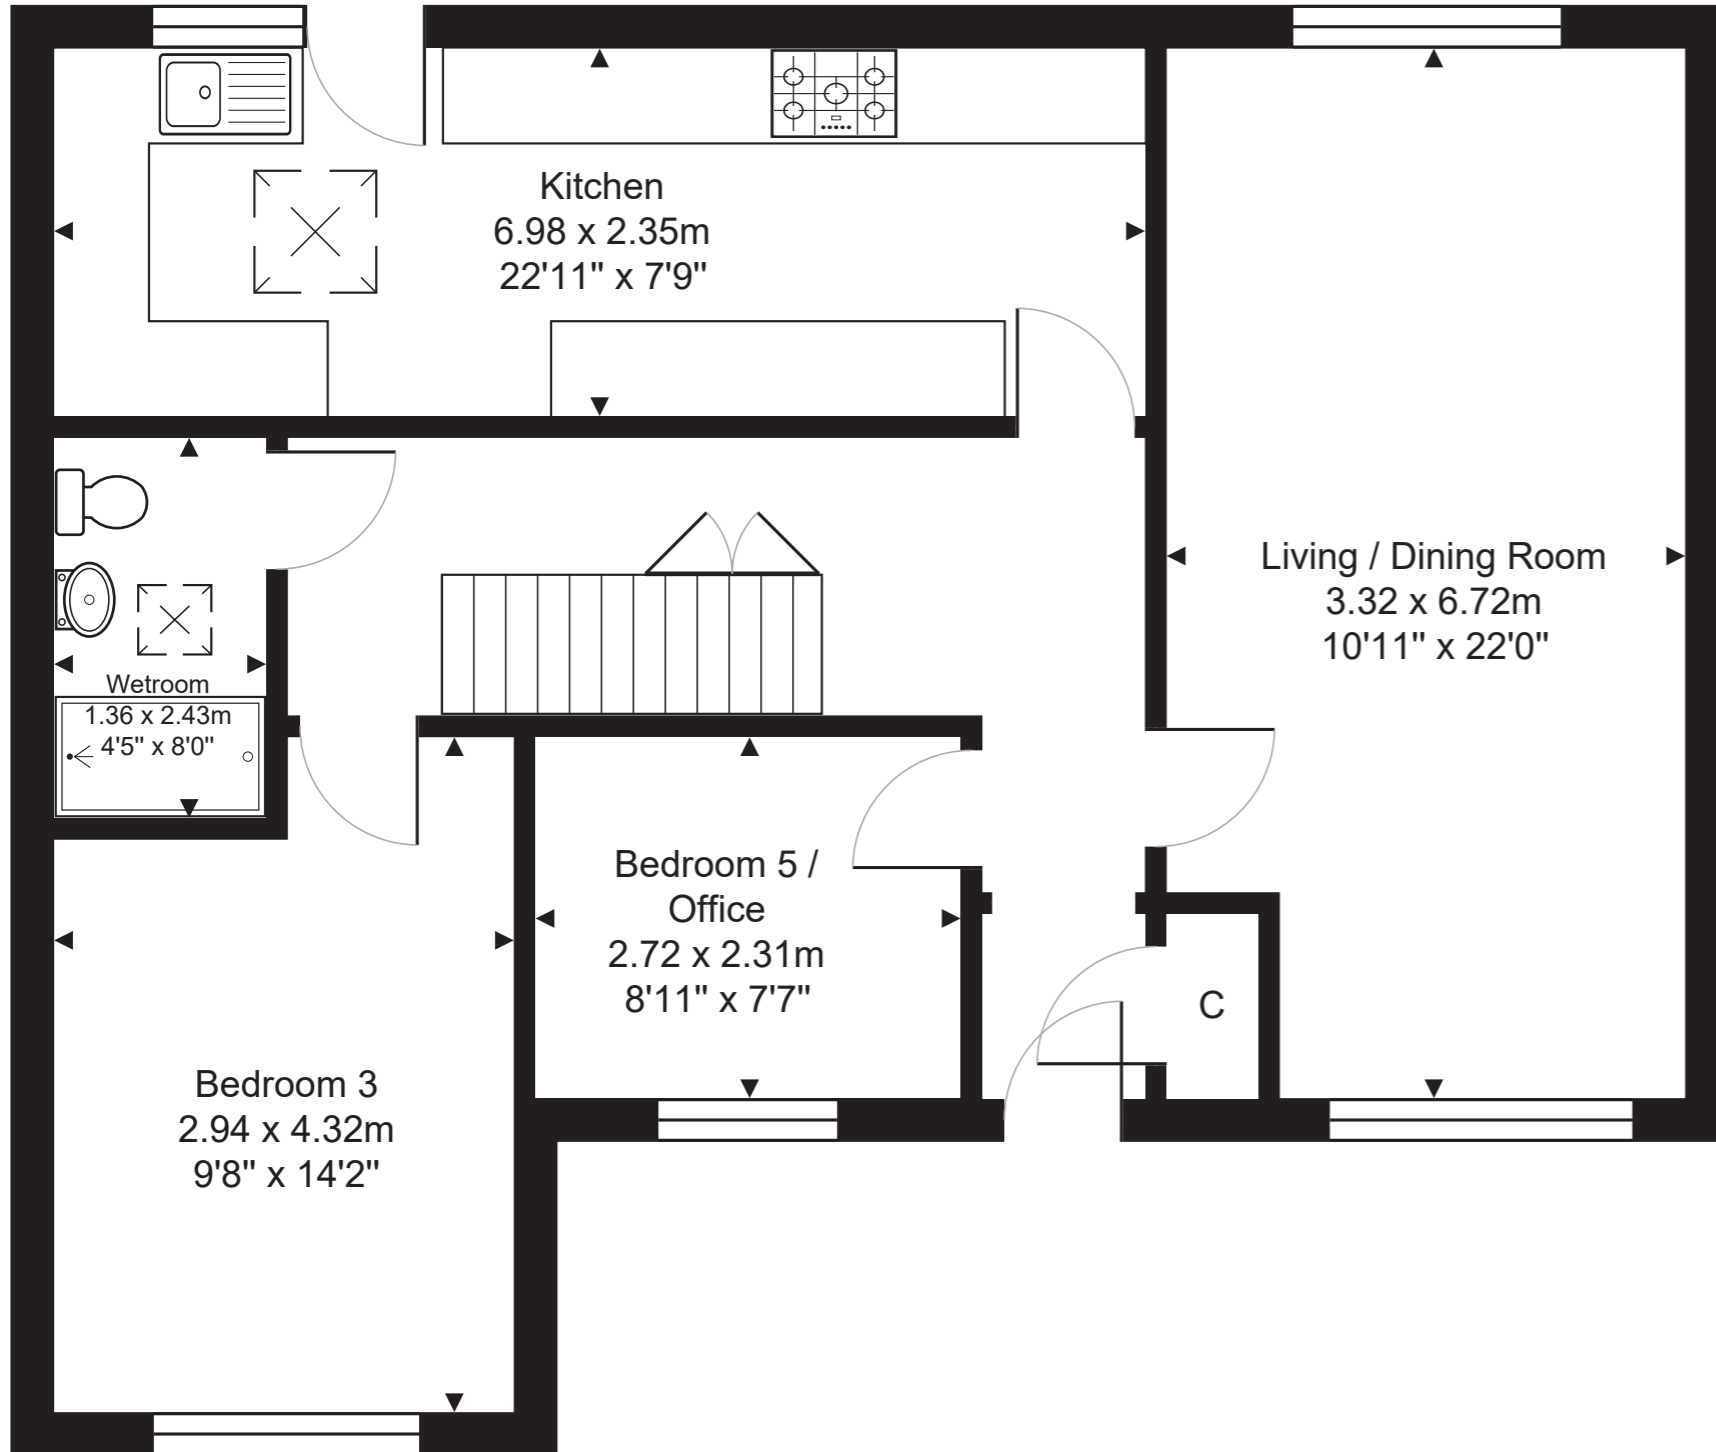 Kitchen
6.98 x 2.35m
22'11" x 7'9"
Living / Dining Room
3.32 x 6.72m
10'11" x 22'0"
Wetroom
1.36 x 2.43m
4'5" x 8'0"
Bedroom 5 /
Office
2.72 x 2.31m
8'11" x 7'7"
C
Bedroom 3
2.94 x 4.32m
9'8" x 14'2"